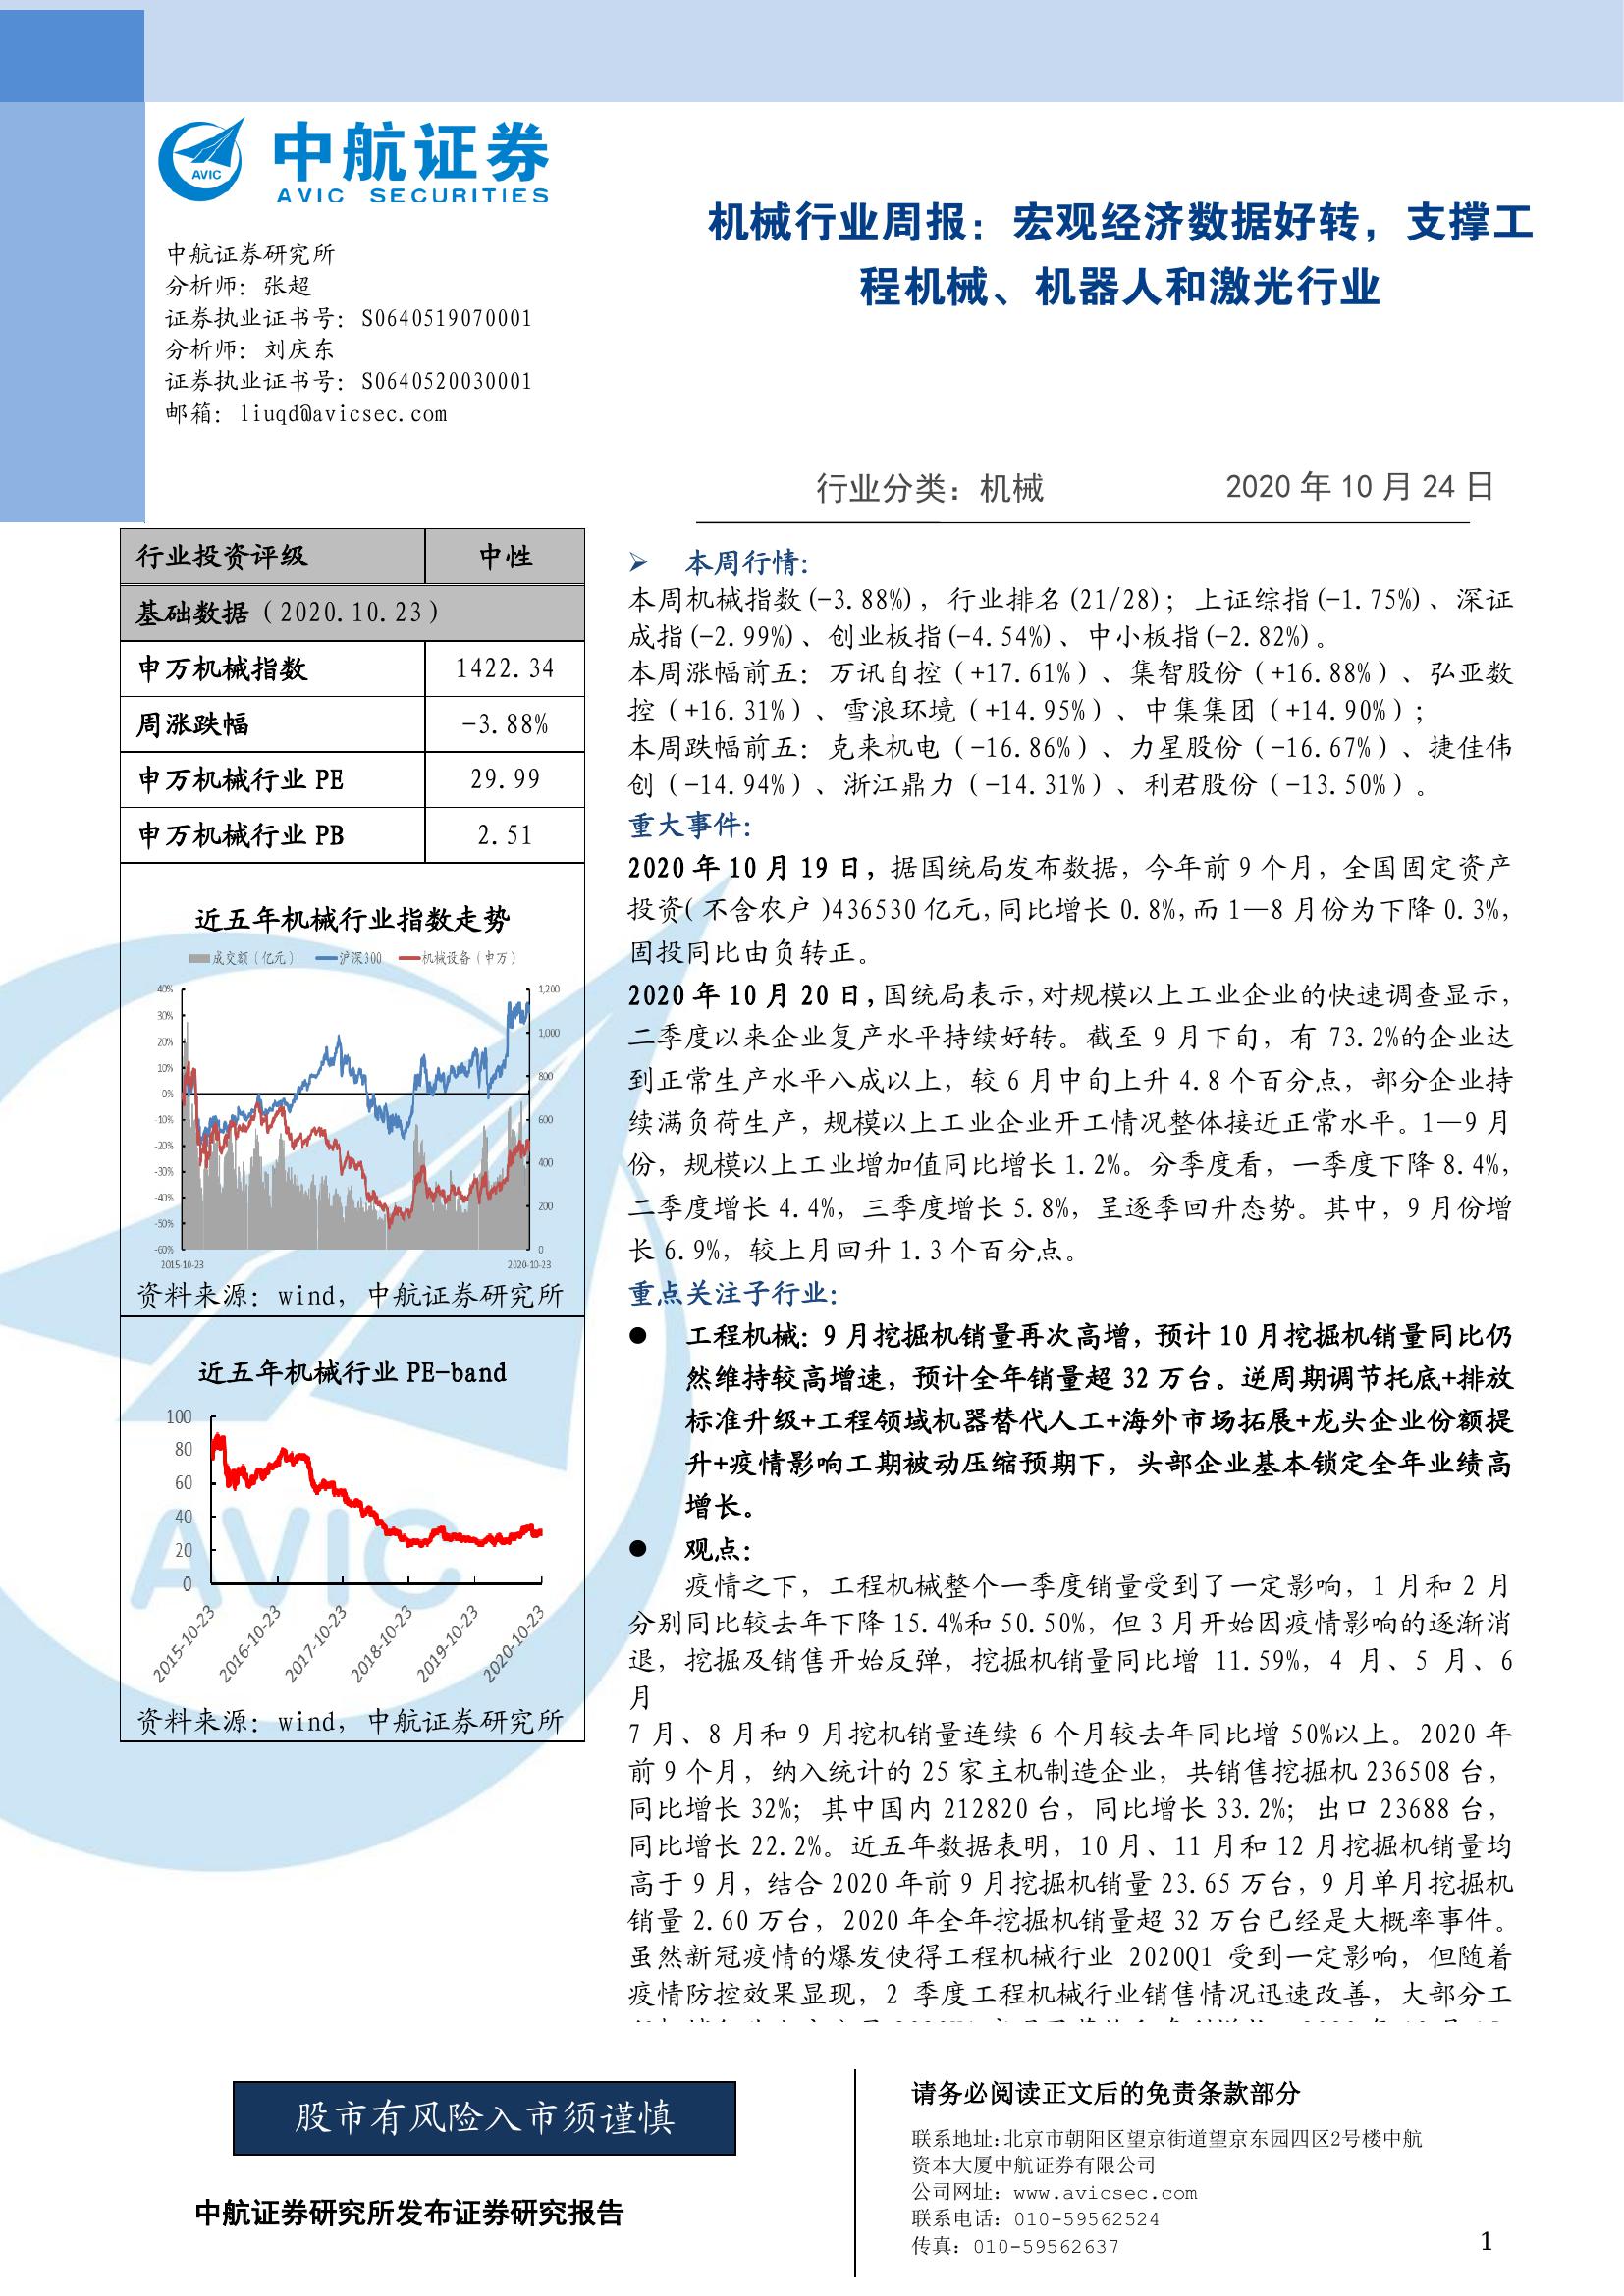 AVIC
中航证券
AVIC SECURITIES
中航证券研究所
分析师：张超
证券执业证书号：S0640519070001
分析师：刘庆东
证券执业证书号：S0640520030001
邮箱：liuqd@avicsec.com
机械行业周报：宏观经济数据好转，支撑工
程机械、机器人和激光行业
行业分类：机械 2020年10月24日
行业投资评级 中性
基础数据（2020.10.23）
申万机械指数 1422.34
周涨跌幅 -3.88%
申万机械行业PE 29.99
申万机械行业PB 2.51
近五年机械行业指数走势
成交额（亿元） 沪深300 机械设备（申万）
40% 1,200
30%
20% 1,000
10%
0% 800
-10% 600
-20%
-30% 400
-40%
-50% 200
-60% 0
2015-10-23 2020-10-23
资料来源：wind，中航证券研究所
近五年机械行业PE-band
100
80
60
40
20
0
2015-10-23 2016-10-23 2017-10-23 2018-10-23 2019-10-23 2020-10-23
资料来源：wind，中航证券研究所
AVIC
➢ 本周行情：
本周机械指数(-3.88%)，行业排名(21/28)；上证综指(-1.75%)、深证
成指(-2.99%)、创业板指(-4.54%)、中小板指(-2.82%)。
本周涨幅前五：万讯自控（+17.61%）、集智股份（+16.88%）、弘亚数
控（+16.31%）、雪浪环境（+14.95%）、中集集团（+14.90%）；
本周跌幅前五：克来机电（-16.86%）、力星股份（-16.67%）、捷佳伟
创（-14.94%）、浙江鼎力（-14.31%）、利君股份（-13.50%）。
重大事件：
2020年10月19日，据国统局发布数据，今年前9个月，全国固定资产
投资(不含农户)436530亿元,同比增长0.8%,而1—8月份为下降0.3%,
固投同比由负转正。
2020年10月20日,国统局表示,对规模以上工业企业的快速调查显示，
二季度以来企业复产水平持续好转。截至9月下旬，有73.2%的企业达
到正常生产水平八成以上，较6月中旬上升4.8个百分点，部分企业持
续满负荷生产，规模以上工业企业开工情况整体接近正常水平。1—9月
份，规模以上工业增加值同比增长1.2%。分季度看，一季度下降8.4%，
二季度增长4.4%，三季度增长5.8%，呈逐季回升态势。其中，9月份增
长6.9%，较上月回升1.3个百分点。
重点关注子行业：
● 工程机械：9月挖掘机销量再次高增，预计10月挖掘机销量同比仍
然维持较高增速，预计全年销量超32万台。逆周期调节托底+排放
标准升级+工程领域机器替代人工+海外市场拓展+龙头企业份额提
升+疫情影响工期被动压缩预期下，头部企业基本锁定全年业绩高
增长。
● 观点：
疫情之下，工程机械整个一季度销量受到了一定影响，1月和2月
分别同比较去年下降15.4%和50.50%，但3月开始因疫情影响的逐渐消
退，挖掘及销售开始反弹，挖掘机销量同比增 11.59%，4 月、5 月、6
月
7月、8月和9月挖机销量连续 6个月较去年同比增50%以上。2020年
前9个月，纳入统计的25家主机制造企业，共销售挖掘机236508台，
同比增长32%；其中国内212820台，同比增长33.2%；出口23688台，
同比增长22.2%。近五年数据表明，10月、11月和12月挖掘机销量均
高于9月，结合2020年前9月挖掘机销量23.65万台，9月单月挖掘机
销量2.60万台，2020年全年挖掘机销量超32万台已经是大概率事件。
虽然新冠疫情的爆发使得工程机械行业 2020Q1 受到一定影响，但随着
疫情防控效果显现，2 季度工程机械行业销售情况迅速改善，大部分工
股市有风险入市须谨慎
中航证券研究所发布证券研究报告
请务必阅读正文后的免责条款部分
联系地址:北京市朝阳区望京街道望京东园四区2号楼中航
资本大厦中航证券有限公司
公司网址：www.avicsec.com
联系电话：010-59562524
传真：010-59562637
1